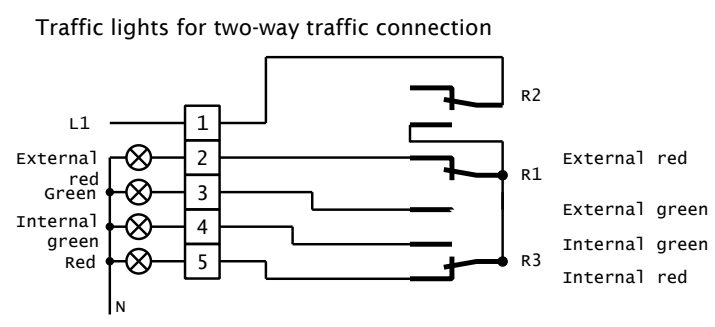 Traffic lights for two-way traffic connection
R2
L1
1
External
red
2
R1
External red
Green
3
External green
Internal
green
4
Internal green
Red
5
R3
Internal red
N